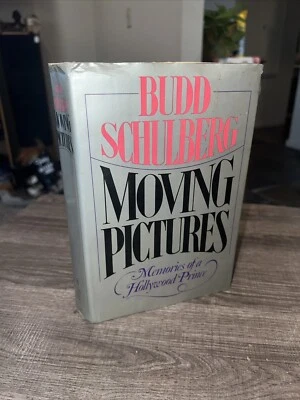 BUDD
SCHULBERG
MOVING
PICTURES
Memories of a
Hollywood Prince